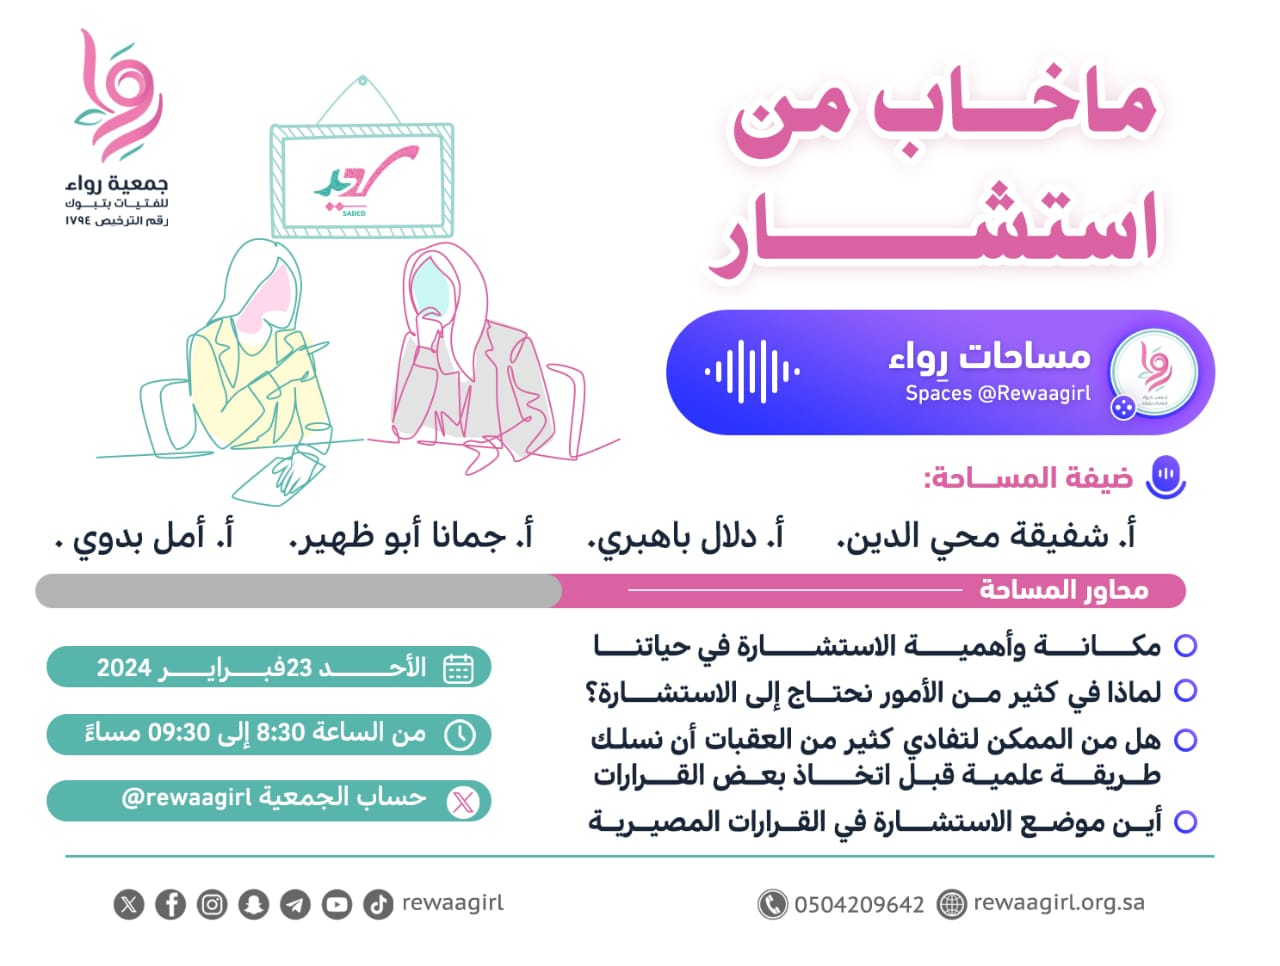 جمعية رواء
للفتيات بتبوك
رقم الترخيص ١٧٩٤
سديد
SADED
ماخاب من
استشار
مساحات رِواء
Spaces @Rewaagirl
ضيفة المساحة:
أ. شفيقة محي الدين.
أ. دلال باهبري.
أ. جمانا أبو ظهير.
أ. أمل بدوي .
محاور المساحة
مكانة وأهمية الاستشارة في حياتنا
لماذا في كثير من الأمور نحتاج إلى الاستشارة؟
هل من الممكن لتفادي كثير من العقبات أن نسلك
طريقة علمية قبل اتخاذ بعض القرارات
أين موضع الاستشارة في القرارات المصيرية
الأحد 23فبراير 2024
من الساعة 8:30 إلى 09:30 مساءً
حساب الجمعية @rewaagirl
rewaagirl.org.sa
0504209642
rewaagirl